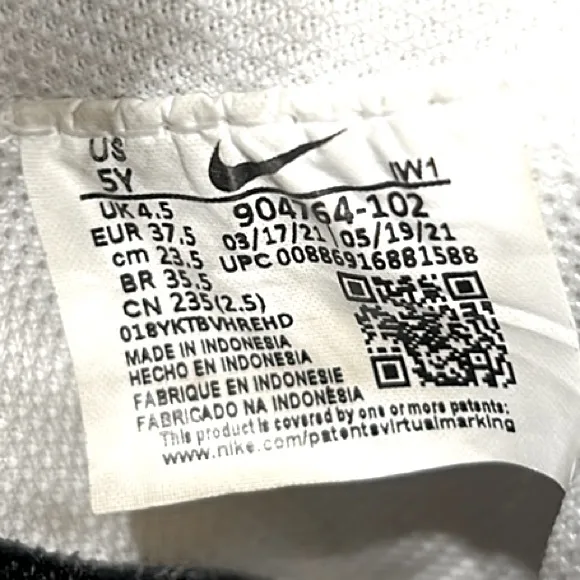 US
5Y
IW1
UK 4.5
904764-102
EUR 37.5
03/17/21 05/19/21
cm 23.5
UPC 00886916881588
BR 35.5
CN 235(2.5)
018YKTBVHREHD
MADE IN INDONESIA
HECHO EN INDONESIA
FABRIQUE EN INDONESIE
FABRICADO NA INDONÉSIA
This product is covered by one or more patents:
www.nike.com/patentsvirtualmarking